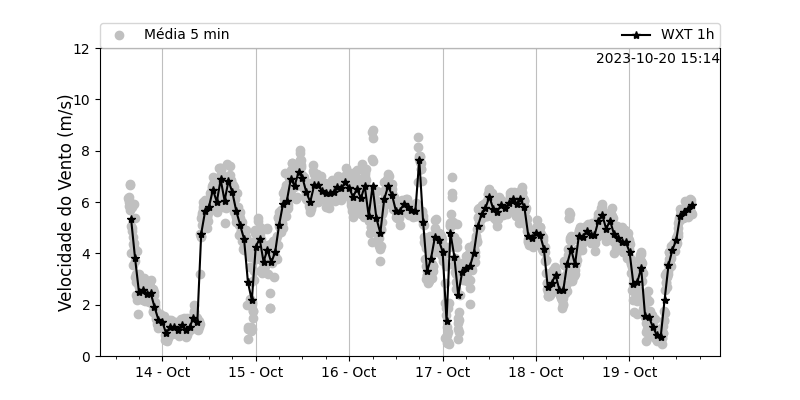 Média 5 min
WXT 1h
2023-10-20 15:14
Velocidade do Vento (m/s)
12
10
8
6
4
2
0
14 - Oct
15 - Oct
16 - Oct
17 - Oct
18 - Oct
19 - Oct